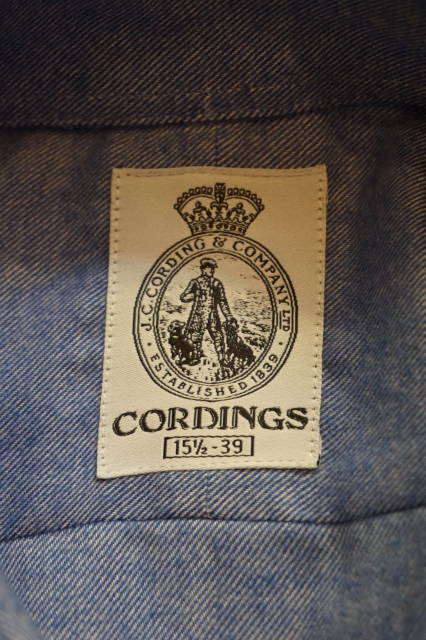 J.C. CORDING & COMPANY LTD
· ESTABLISHED 1839 ·
CORDINGS
15½-39